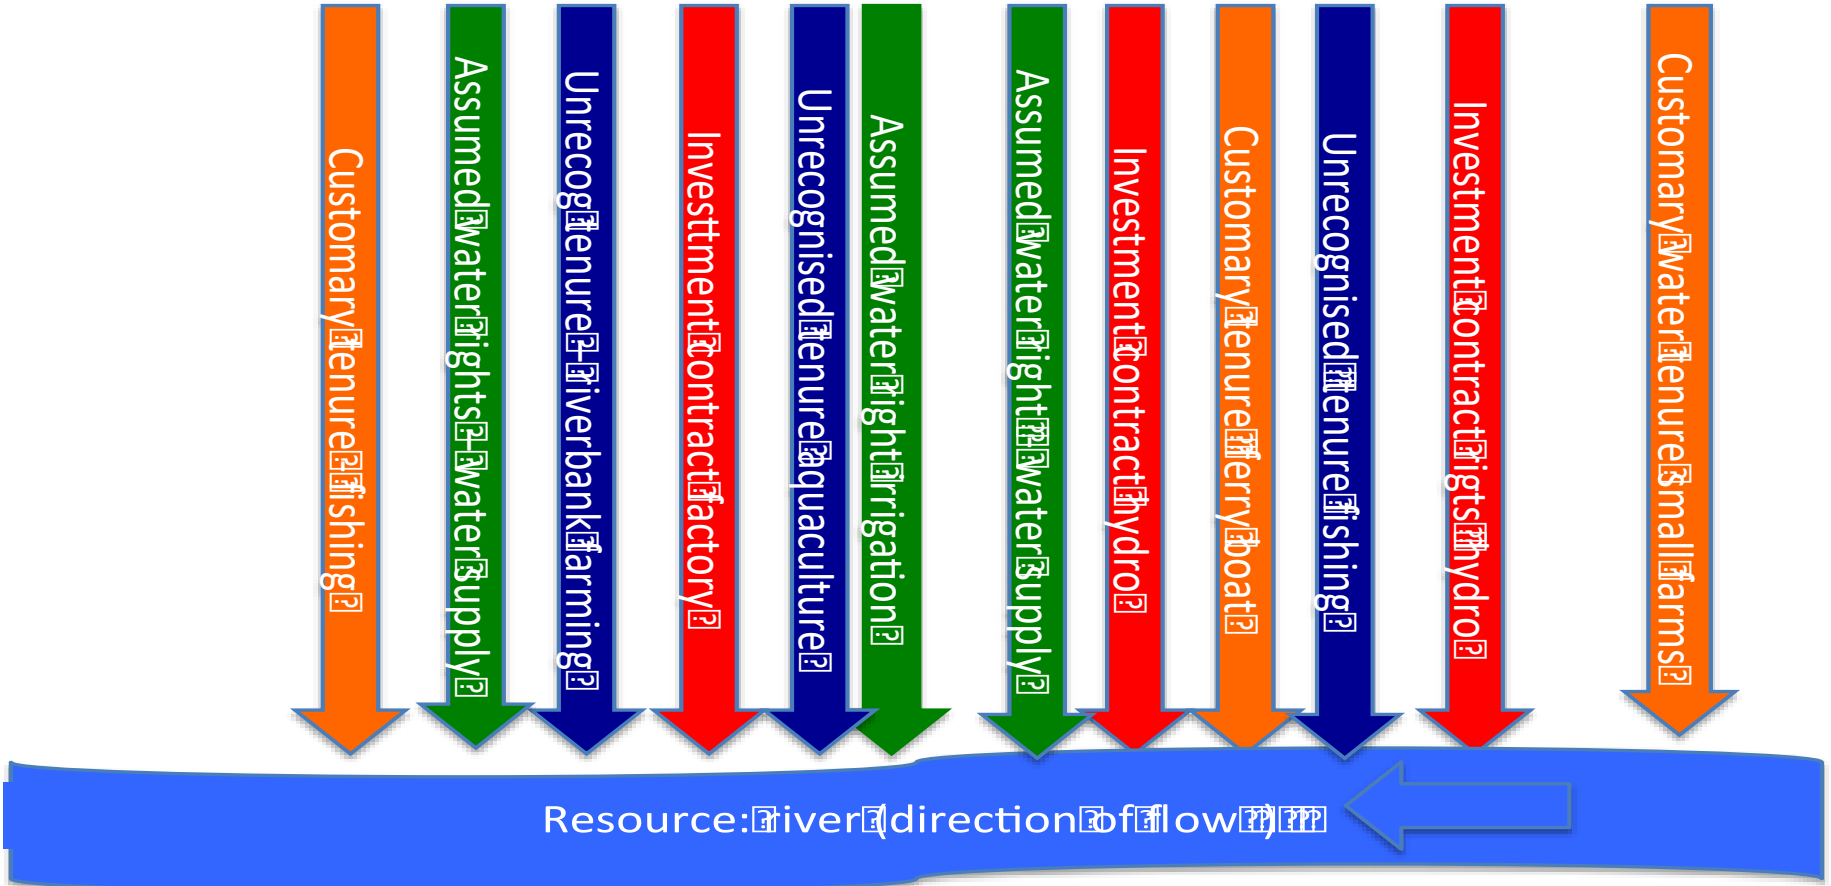 Customary tenure - fishing
Assumed water rights – water supply
Unrecog tenure – riverbank farming
Investtment contract factory
Unrecognised tenure aquaculture
Assumed water right irrigation
Assumed water right - water supply
Investment contract hydro
Customary tenure ferry boat
Unrecognised tenure fishing
Investment contract rigts hydro
Customary water tenure small farms
Resource: river (direction of flow )